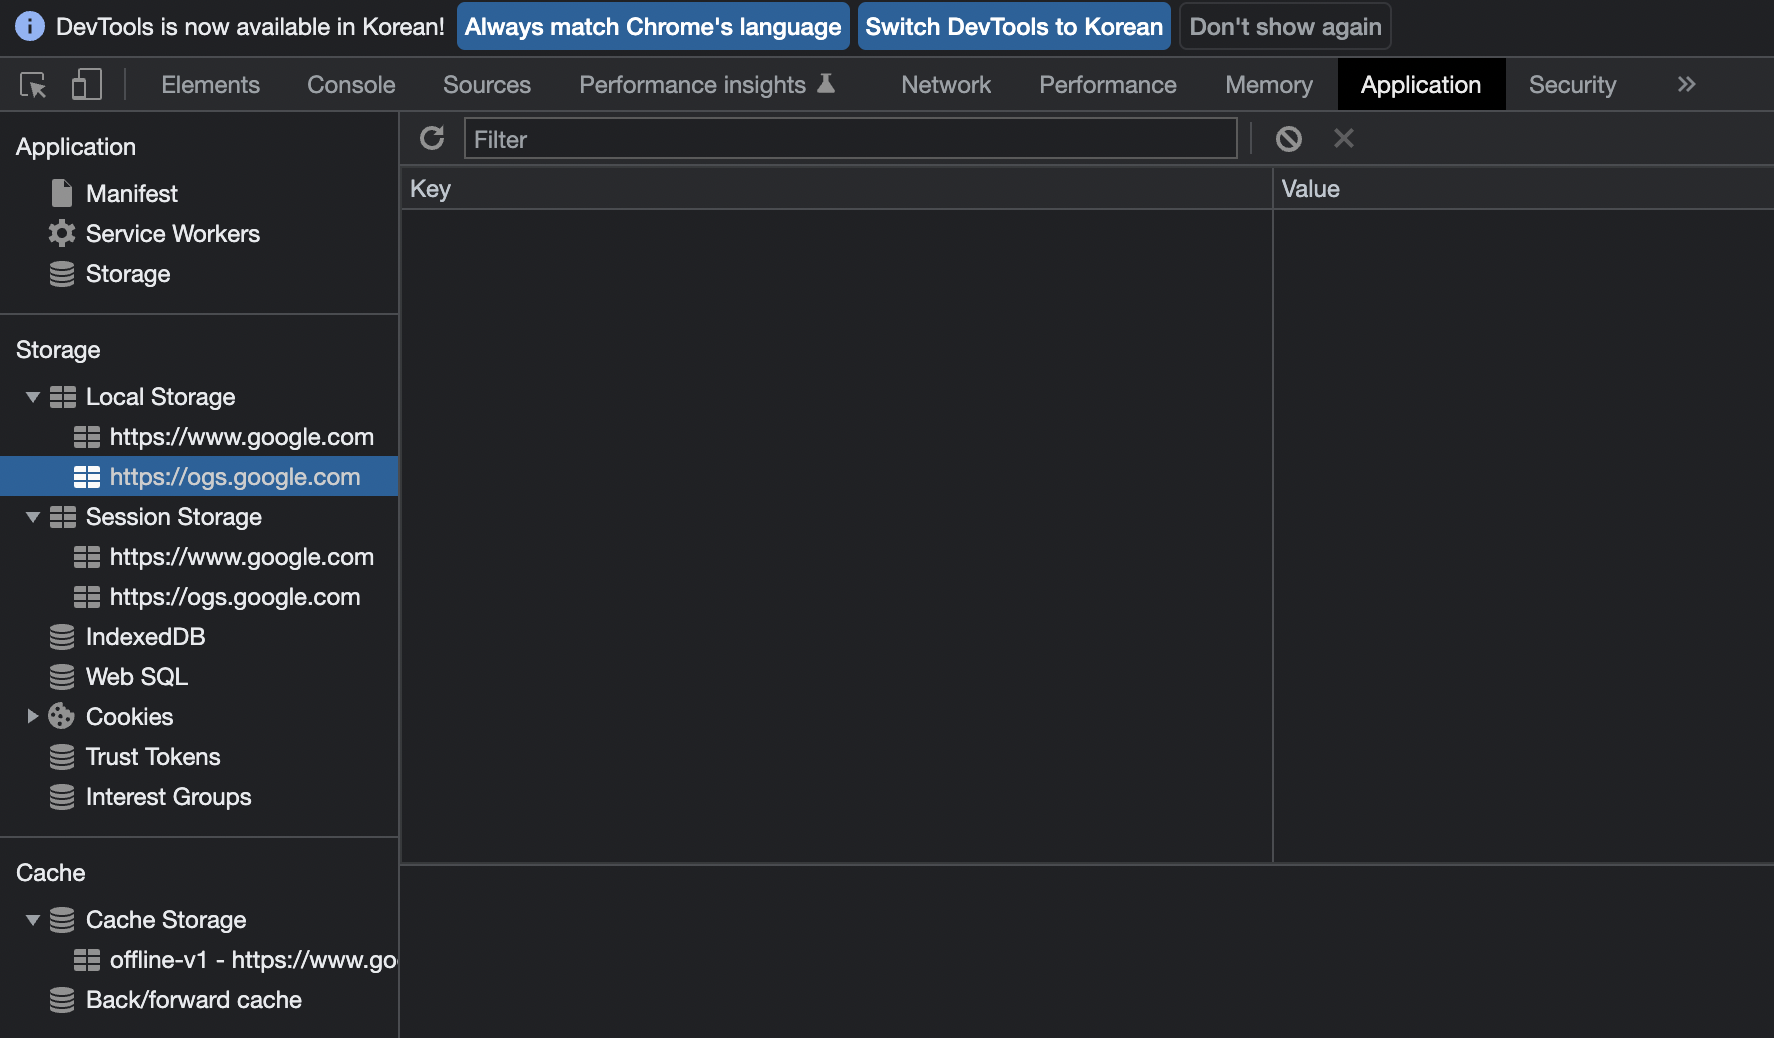 DevTools is now available in Korean! Always match Chrome's language Switch DevTools to Korean Don't show again
Elements Console Sources Performance insights Network Performance Memory Application Security
Application
Manifest
Service Workers
Storage
Storage
Local Storage
https://www.google.com
https://ogs.google.com
Session Storage
https://www.google.com
https://ogs.google.com
IndexedDB
Web SQL
Cookies
Trust Tokens
Interest Groups
Cache
Cache Storage
offline-v1 - https://www.go
Back/forward cache
Filter
Key Value